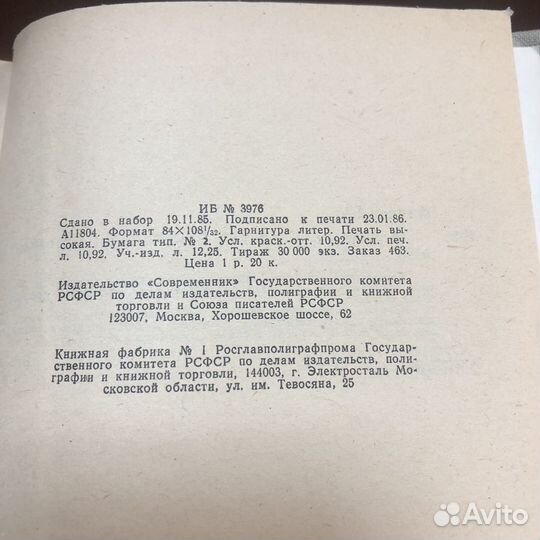 ИБ № 3976
Сдано в набор 19.11.85. Подписано к печати 23.01.86.
А11804. Формат 84×108¹/₃₂. Гарнитура литер. Печать вы-
сокая. Бумага тип. № 2. Усл. краск.-отт. 10,92. Усл. печ.
л. 10,92. Уч.-изд. л. 12,25. Тираж 30 000 экз. Заказ 463.
Цена 1 р. 20 к.
Издательство «Современник» Государственного комитета
РСФСР по делам издательств, полиграфии и книжной
торговли и Союза писателей РСФСР
123007, Москва, Хорошевское шоссе, 62
Книжная фабрика № 1 Росглавполиграфпрома Государ-
ственного комитета РСФСР по делам издательств, поли-
графии и книжной торговли, 144003, г. Электросталь Мо-
сковской области, ул. им. Тевосяна, 25
Avito